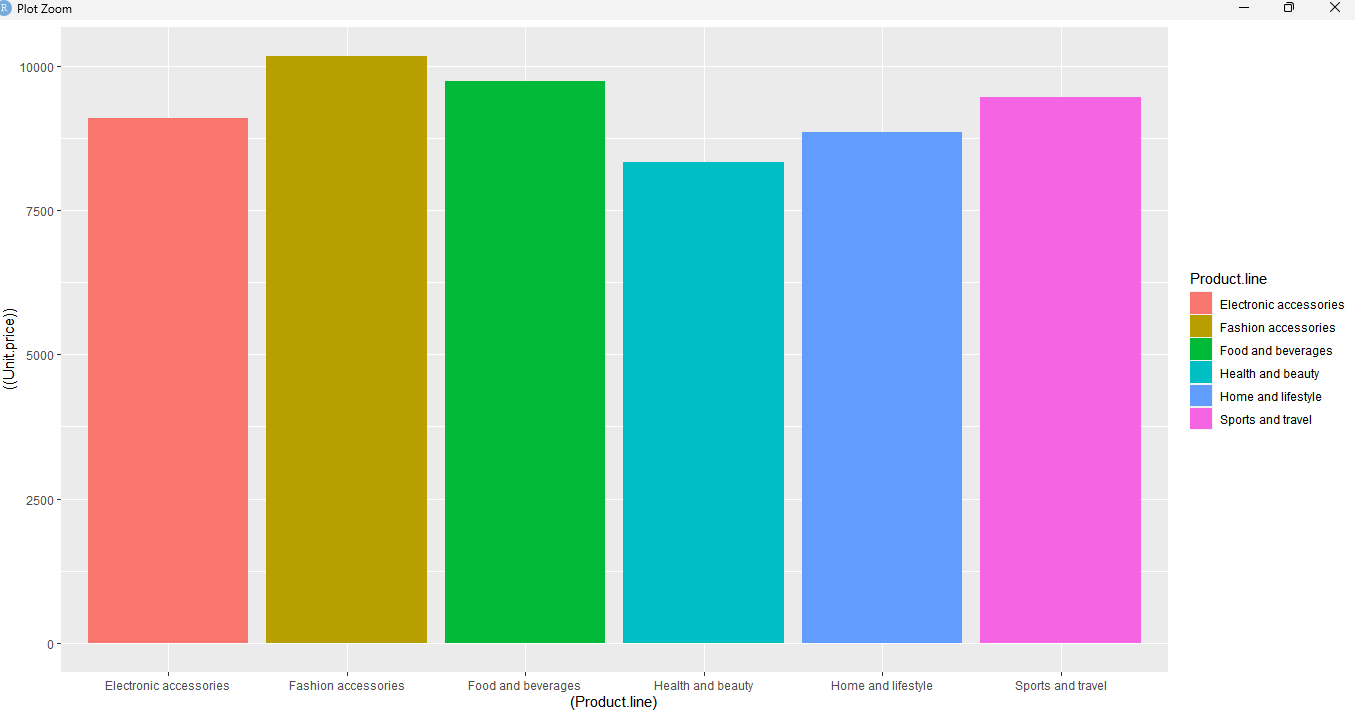 R Plot Zoom
10000
7500
5000
2500
0
((Unit.price))
Electronic accessories Fashion accessories Food and beverages Health and beauty Home and lifestyle Sports and travel
(Product.line)
Product.line
Electronic accessories
Fashion accessories
Food and beverages
Health and beauty
Home and lifestyle
Sports and travel